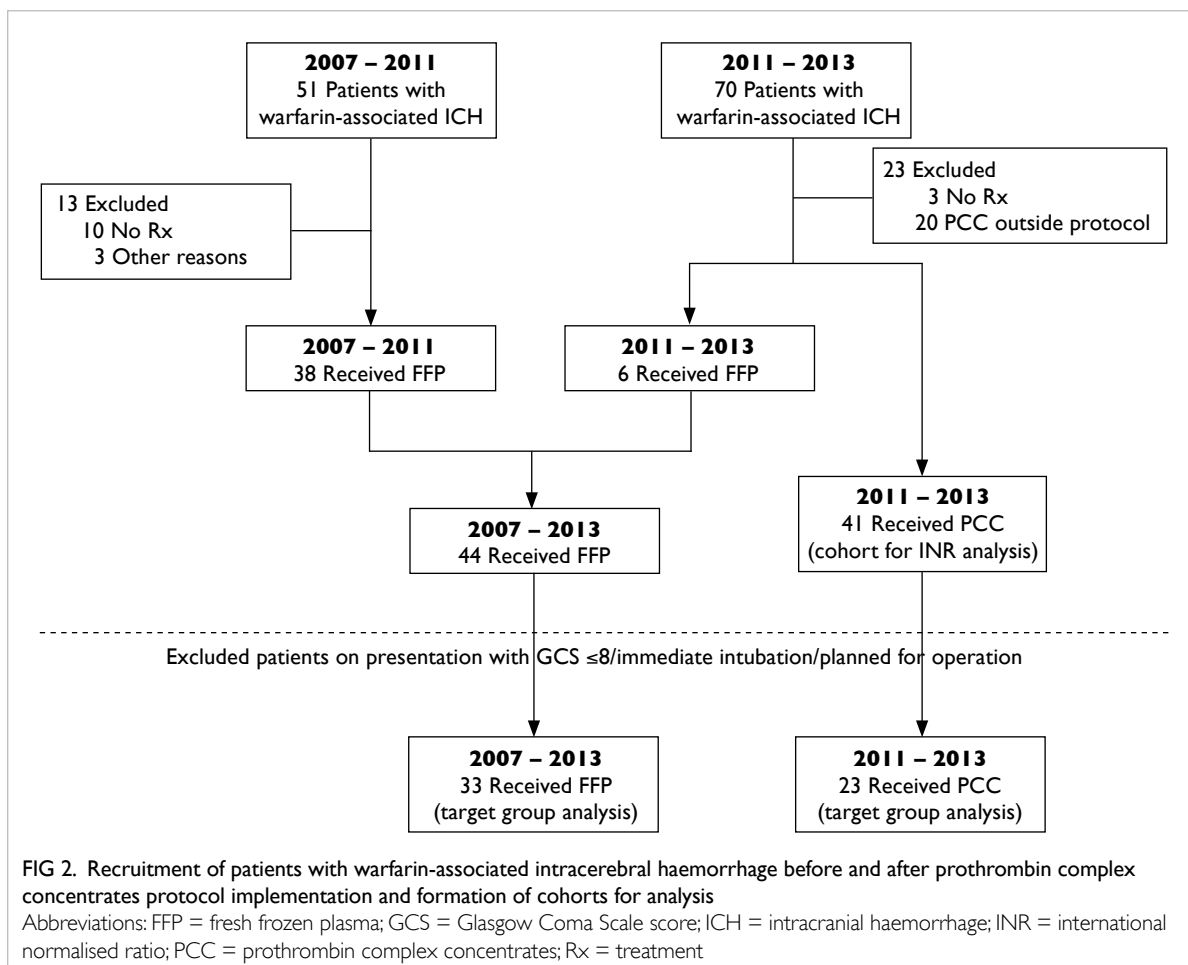 2007 – 2011
51 Patients with
warfarin-associated ICH
2011 – 2013
70 Patients with
warfarin-associated ICH
13 Excluded
10 No Rx
3 Other reasons
23 Excluded
3 No Rx
20 PCC outside protocol
2007 – 2011
38 Received FFP
2011 – 2013
6 Received FFP
2007 – 2013
44 Received FFP
2011 – 2013
41 Received PCC
(cohort for INR analysis)
Excluded patients on presentation with GCS ≤8/immediate intubation/planned for operation
2007 – 2013
33 Received FFP
(target group analysis)
2011 – 2013
23 Received PCC
(target group analysis)
FIG 2. Recruitment of patients with warfarin-associated intracerebral haemorrhage before and after prothrombin complex
concentrates protocol implementation and formation of cohorts for analysis
Abbreviations: FFP = fresh frozen plasma; GCS = Glasgow Coma Scale score; ICH = intracranial haemorrhage; INR = international
normalised ratio; PCC = prothrombin complex concentrates; Rx = treatment